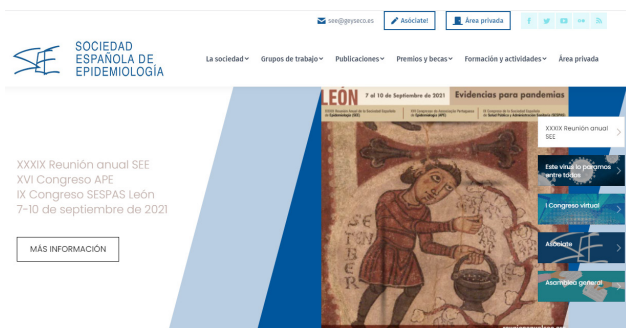 see@geyseco.es
Asóciate!
Área privada
SOCIEDAD
ESPAÑOLA DE
EPIDEMIOLOGÍA
La sociedad
Grupos de trabajo
Publicaciones
Premios y becas
Formación y actividades
Área privada
LEÓN
7 al 10 de Septiembre de 2021
Evidencias para pandemias
XXXIX Reunión anual
SEE
Este virus lo paramos
entre todos
I Congreso virtual
Asóciate
Asamblea general
XXXIX Reunión anual SEE
XVI Congreso APE
IX Congreso SESPAS León
7-10 de septiembre de 2021
MÁS INFORMACIÓN
SE
TE
BER